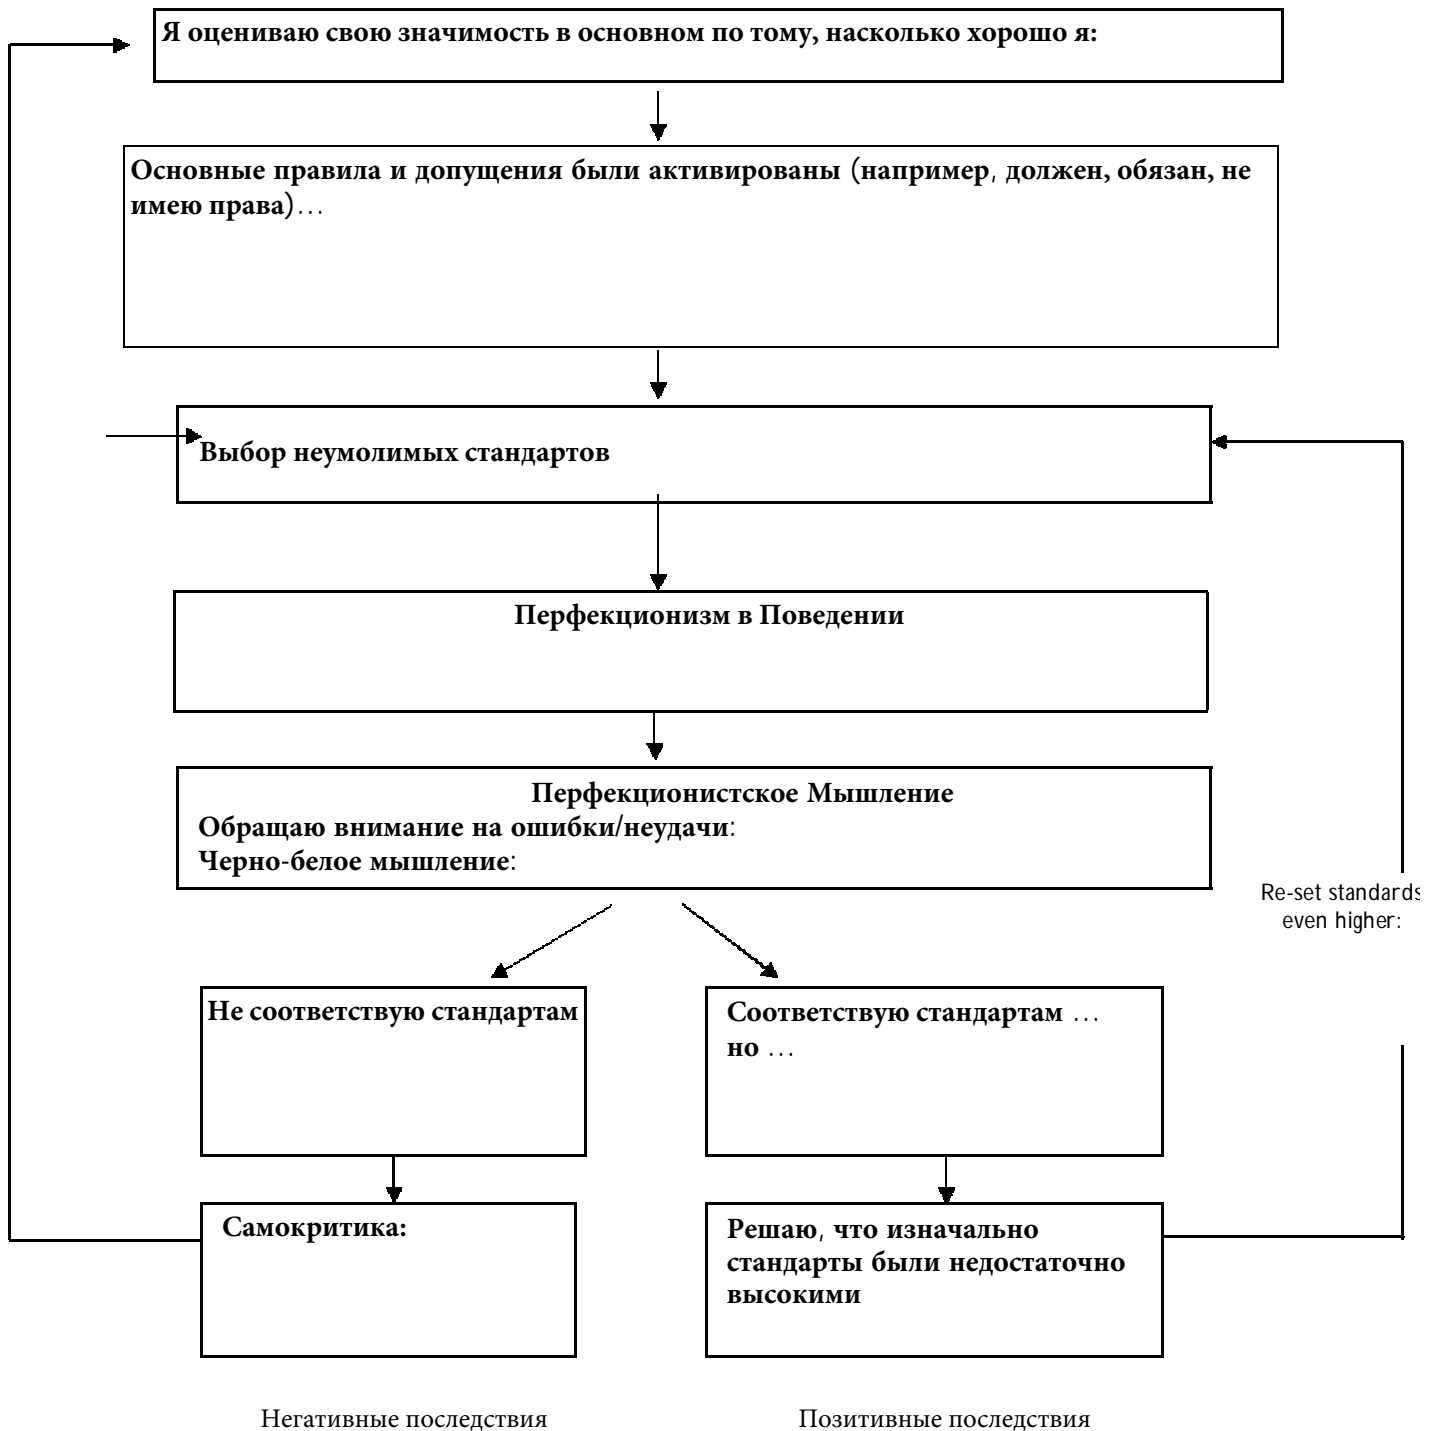 Я оцениваю свою значимость в основном по тому, насколько хорошо я:
Основные правила и допущения были активированы (например, должен, обязан, не
имею права)…
Выбор неумолимых стандартов
Перфекционизм в Поведении
Перфекционистское Мышление
Обращаю внимание на ошибки/неудачи:
Черно-белое мышление:
Re-set standards
even higher:
Не соответствую стандартам
Соответствую стандартам …
но …
Самокритика:
Решаю, что изначально
стандарты были недостаточно
высокими
Негативные последствия
Позитивные последствия